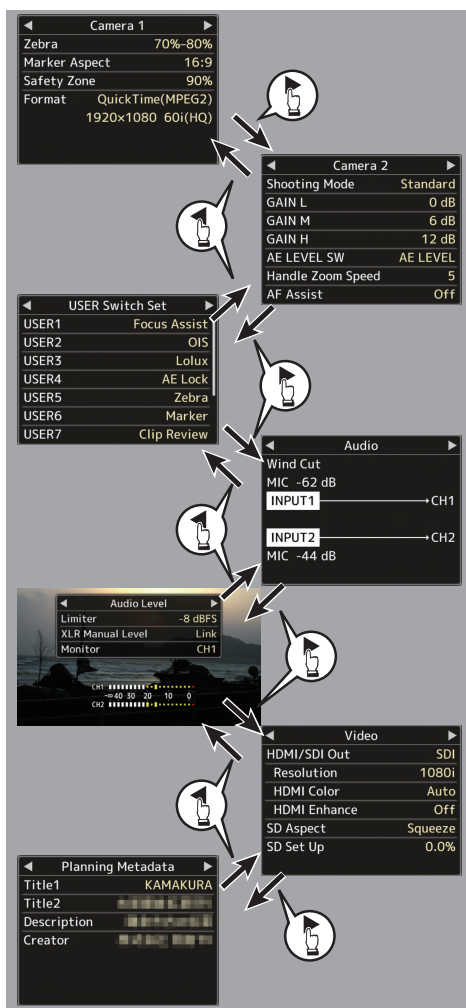 ◀ Camera 1 ▶
Zebra 70%–80%
Marker Aspect 16:9
Safety Zone 90%
Format QuickTime(MPEG2)
1920×1080 60i(HQ)
◀ Camera 2 ▶
Shooting Mode Standard
GAIN L 0 dB
GAIN M 6 dB
GAIN H 12 dB
AE LEVEL SW AE LEVEL
Handle Zoom Speed 5
AF Assist Off
◀ USER Switch Set ▶
USER1 Focus Assist
USER2 OIS
USER3 Lolux
USER4 AE Lock
USER5 Zebra
USER6 Marker
USER7 Clip Review
◀ Audio ▶
Wind Cut
MIC -62 dB
INPUT1 CH1
INPUT2 CH2
MIC -44 dB
◀ Audio Level ▶
Limiter -8 dBFS
XLR Manual Level Link
Monitor CH1
CH1
-∞ 40 30 20 10 0
CH2
◀ Video ▶
HDMI/SDI Out SDI
Resolution 1080i
HDMI Color Auto
HDMI Enhance Off
SD Aspect Squeeze
SD Set Up 0.0%
◀ Planning Metadata ▶
Title1 KAMAKURA
Title2
Description
Creator